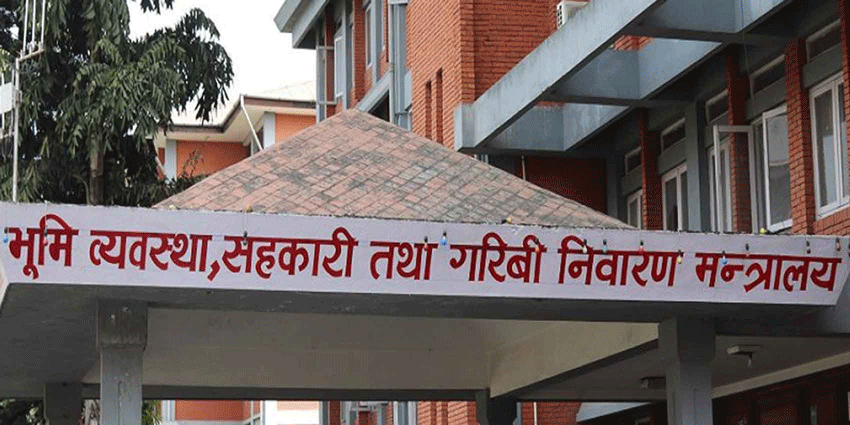 भूमि व्यवस्था,सहकारी तथा गरिबी निवारण मन्त्रालय